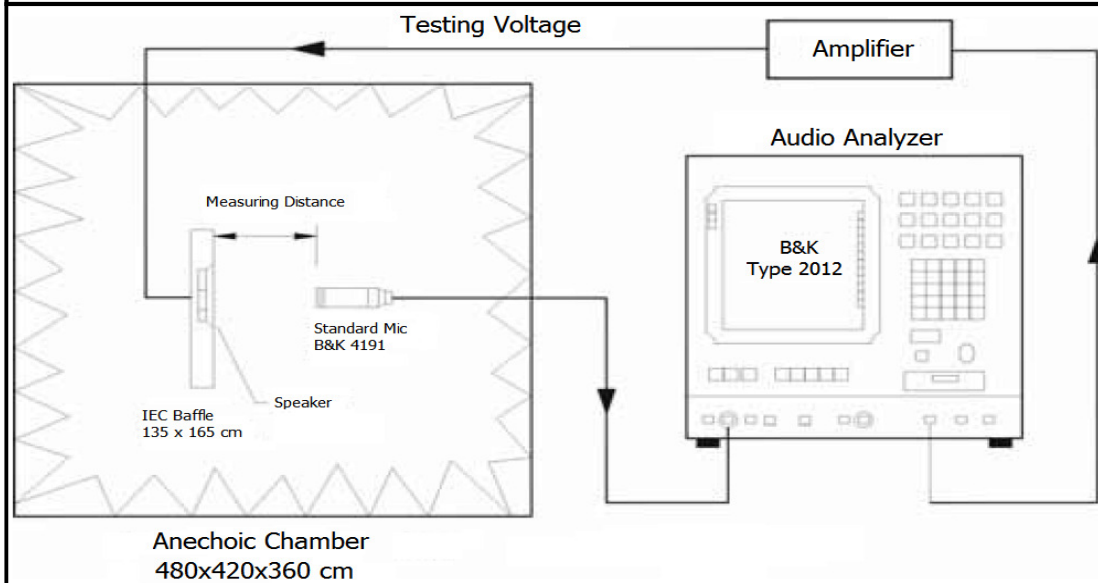 Testing Voltage
Amplifier
Audio Analyzer
Measuring Distance
B&K
Type 2012
Standard Mic
B&K 4191
Speaker
IEC Baffle
135 x 165 cm
Anechoic Chamber
480x420x360 cm